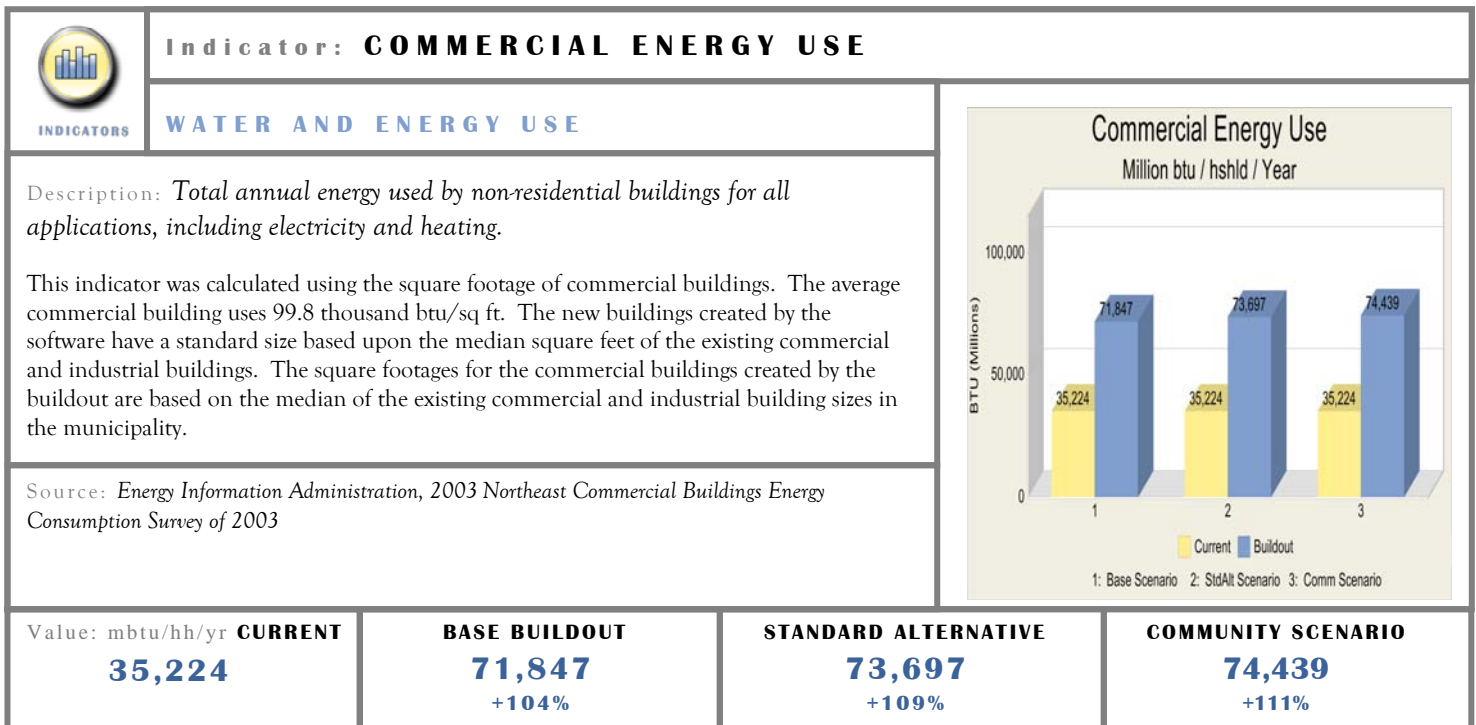 Indicator: COMMERCIAL ENERGY USE
INDICATORS
WATER AND ENERGY USE
Description: Total annual energy used by non-residential buildings for all
applications, including electricity and heating.
This indicator was calculated using the square footage of commercial buildings. The average
commercial building uses 99.8 thousand btu/sq ft. The new buildings created by the
software have a standard size based upon the median square feet of the existing commercial
and industrial buildings. The square footages for the commercial buildings created by the
buildout are based on the median of the existing commercial and industrial building sizes in
the municipality.
Source: Energy Information Administration, 2003 Northeast Commercial Buildings Energy
Consumption Survey of 2003
Commercial Energy Use
Million btu / hshld / Year
BTU (Millions)
100,000
50,000
0
35,224
71,847
35,224
73,697
35,224
74,439
1 2 3
Current Buildout
1: Base Scenario 2: StdAlt Scenario 3: Comm Scenario
Value: mbtu/hh/yr CURRENT
35,224
BASE BUILDOUT
71,847
+104%
STANDARD ALTERNATIVE
73,697
+109%
COMMUNITY SCENARIO
74,439
+111%